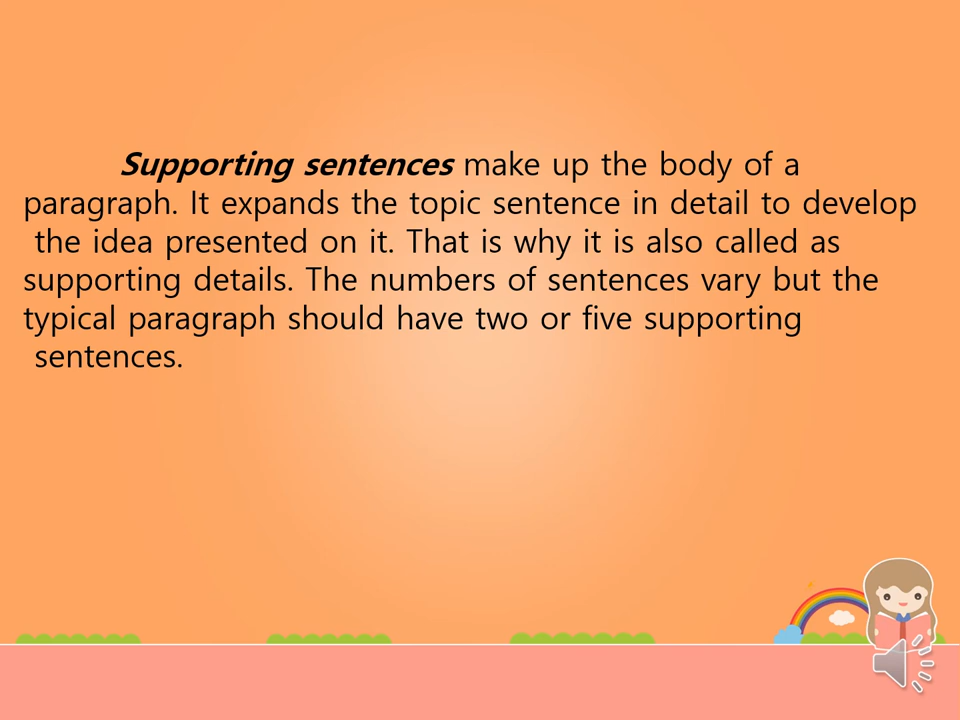 Supporting sentences make up the body of a
paragraph. It expands the topic sentence in detail to develop
the idea presented on it. That is why it is also called as
supporting details. The numbers of sentences vary but the
typical paragraph should have two or five supporting
sentences.